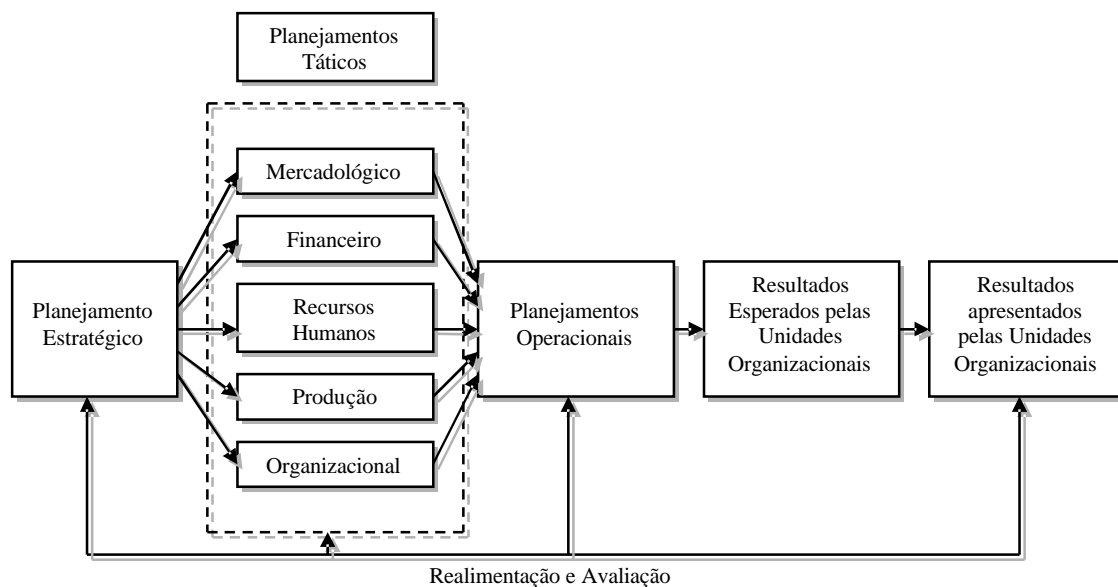 Planejamentos
Táticos
Mercadológico
Financeiro
Recursos
Humanos
Produção
Organizacional
Planejamento
Estratégico
Planejamentos
Operacionais
Resultados
Esperados pelas
Unidades
Organizacionais
Resultados
apresentados
pelas Unidades
Organizacionais
Realimentação e Avaliação